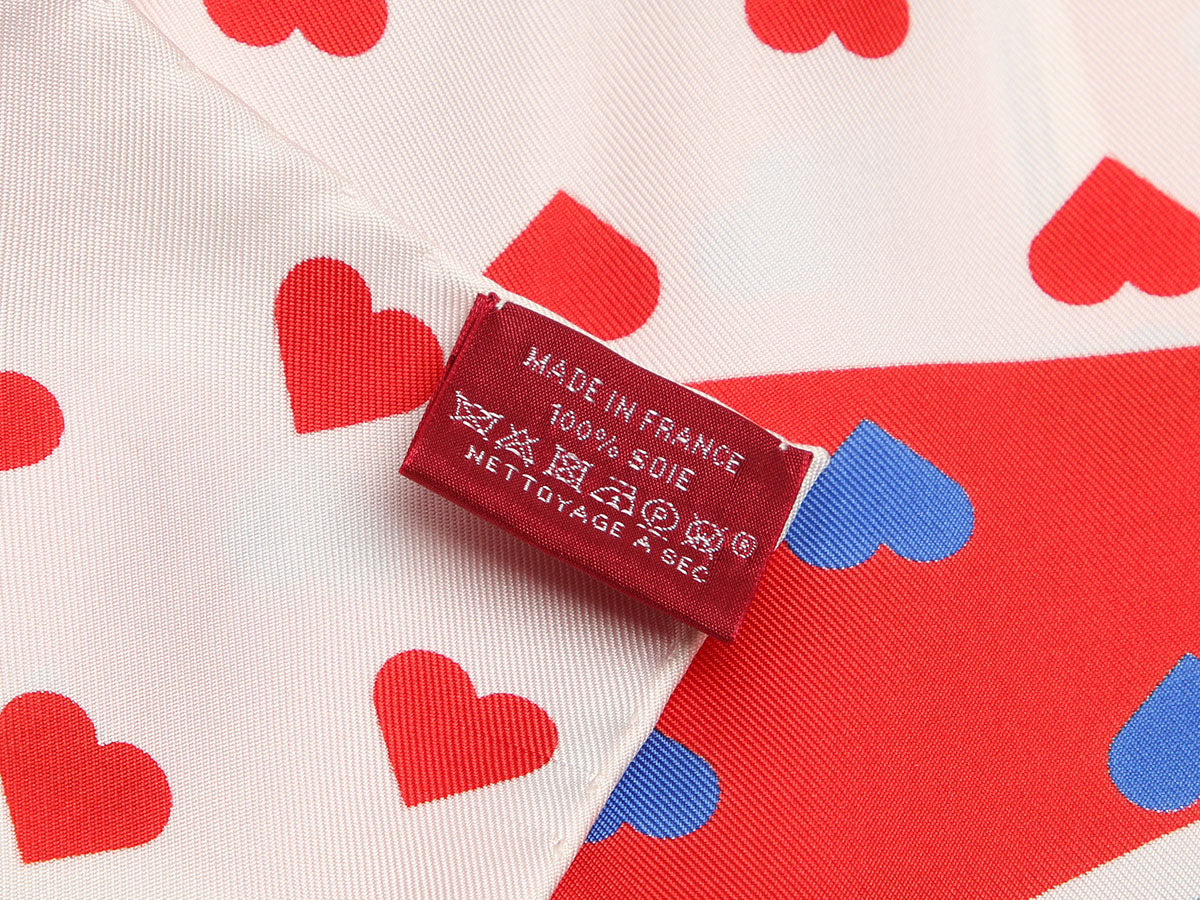 MADE IN FRANCE
100% SOIE
P ®
NETTOYAGE A SEC